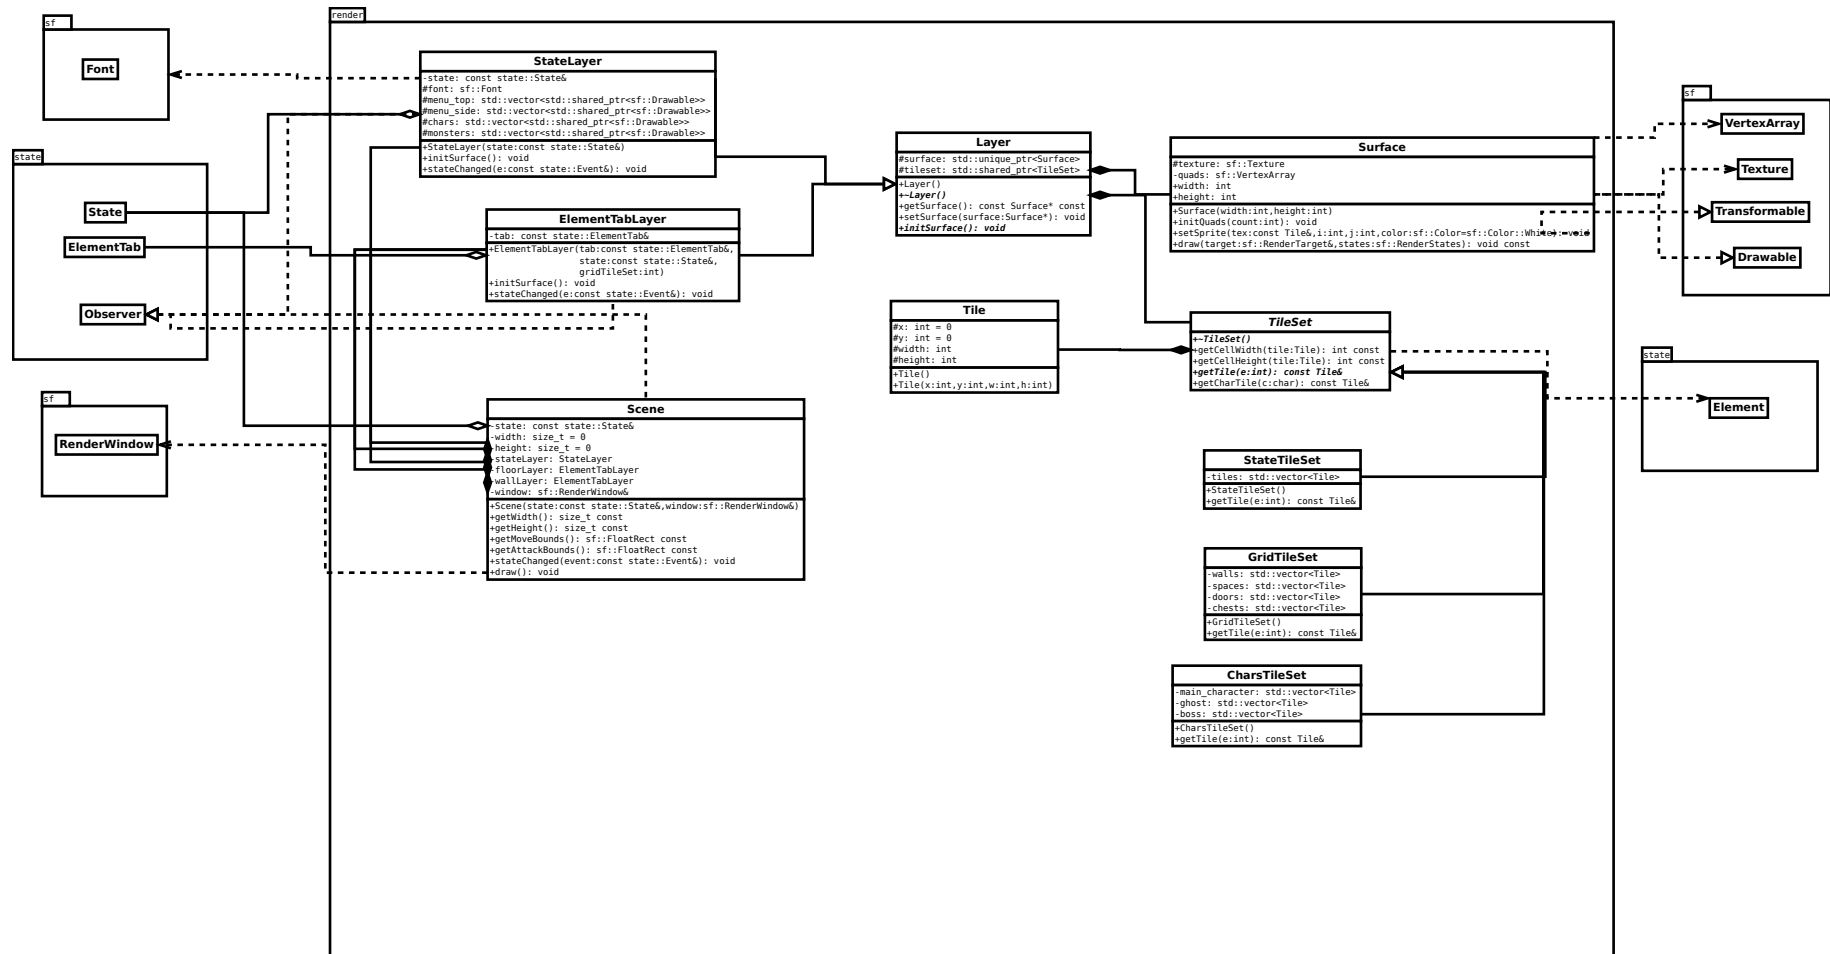 render
sf
Font
state
State
ElementTab
Observer
sf
RenderWindow
StateLayer
-state: const state::State&
#font: sf::Font
#menu_top: std::vector<std::shared_ptr<sf::Drawable>>
#menu_side: std::vector<std::shared_ptr<sf::Drawable>>
#chars: std::vector<std::shared_ptr<sf::Drawable>>
#monsters: std::vector<std::shared_ptr<sf::Drawable>>
+StateLayer(state:const state::State&)
+initSurface(): void
+stateChanged(e:const state::Event&): void
ElementTabLayer
-tab: const state::ElementTab&
+ElementTabLayer(tab:const state::ElementTab&,
state:const state::State&,
gridTileSet:int)
+initSurface(): void
+stateChanged(e:const state::Event&): void
Scene
-state: const state::State&
-width: size_t = 0
-height: size_t = 0
-stateLayer: StateLayer
-floorLayer: ElementTabLayer
-wallLayer: ElementTabLayer
-window: sf::RenderWindow&
+Scene(state:const state::State&,window:sf::RenderWindow&)
+getWidth(): size_t const
+getHeight(): size_t const
+getMoveBounds(): sf::FloatRect const
+getAttackBounds(): sf::FloatRect const
+stateChanged(event:const state::Event&): void
+draw(): void
Layer
#surface: std::unique_ptr<Surface>
#tileset: std::shared_ptr<TileSet>
+Layer()
+~Layer()
+getSurface(): const Surface* const
+setSurface(surface:Surface*): void
+initSurface(): void
Tile
#x: int = 0
#y: int = 0
#width: int
#height: int
+Tile()
+Tile(x:int,y:int,w:int,h:int)
Surface
#texture: sf::Texture
-quads: sf::VertexArray
+width: int
+height: int
+Surface(width:int,height:int)
+initQuads(count:int): void
+setSprite(tex:const Tile&,i:int,j:int,color:sf::Color=sf::Color::White): void
+draw(target:sf::RenderTarget&,states:sf::RenderStates): void const
TileSet
+~TileSet()
+getCellWidth(tile:Tile): int const
+getCellHeight(tile:Tile): int const
+getTile(e:int): const Tile&
+getCharTile(c:char): const Tile&
StateTileSet
-tiles: std::vector<Tile>
+StateTileSet()
+getTile(e:int): const Tile&
GridTileSet
-walls: std::vector<Tile>
-spaces: std::vector<Tile>
-doors: std::vector<Tile>
-chests: std::vector<Tile>
+GridTileSet()
+getTile(e:int): const Tile&
CharsTileSet
-main_character: std::vector<Tile>
-ghost: std::vector<Tile>
-boss: std::vector<Tile>
+CharsTileSet()
+getTile(e:int): const Tile&
sf
VertexArray
Texture
Transformable
Drawable
state
Element